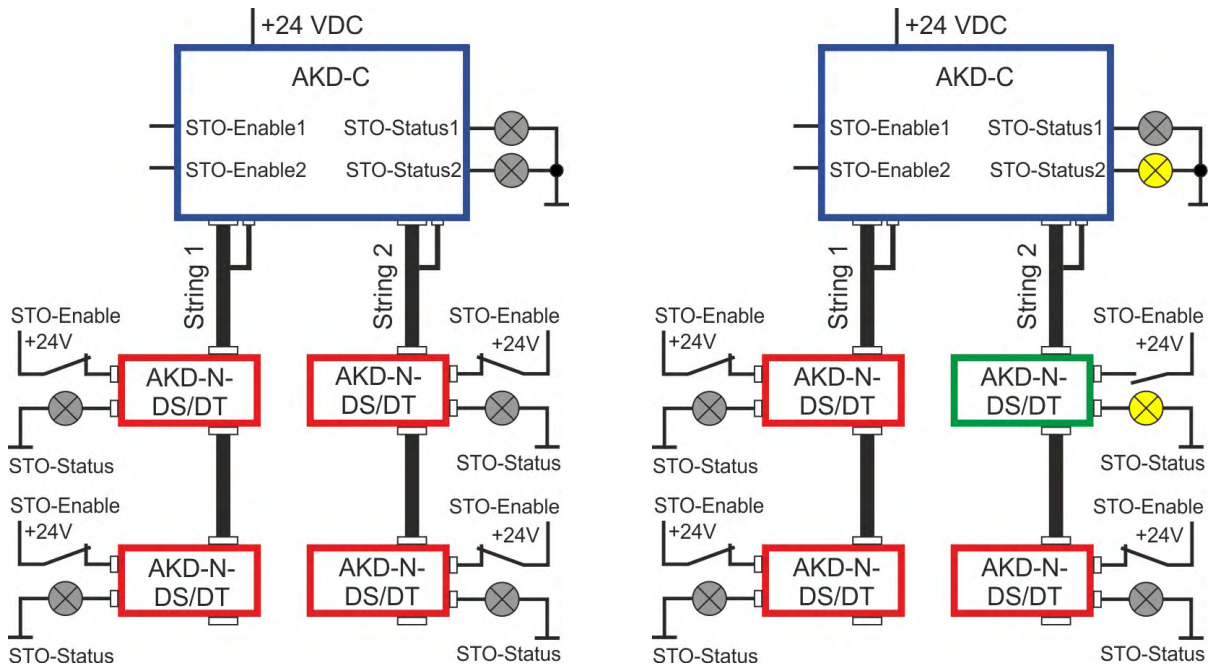 +24 VDC
AKD-C
STO-Enable1
STO-Status1
STO-Enable2
STO-Status2
String 1
String 2
STO-Enable
+24V
AKD-N-
DS/DT
STO-Status
STO-Enable
+24V
AKD-N-
DS/DT
STO-Status
STO-Enable
+24V
AKD-N-
DS/DT
STO-Status
STO-Enable
+24V
AKD-N-
DS/DT
STO-Status
+24 VDC
AKD-C
STO-Enable1
STO-Status1
STO-Enable2
STO-Status2
String 1
String 2
STO-Enable
+24V
AKD-N-
DS/DT
STO-Status
STO-Enable
+24V
AKD-N-
DS/DT
STO-Status
STO-Enable
+24V
AKD-N-
DS/DT
STO-Status
STO-Enable
+24V
AKD-N-
DS/DT
STO-Status